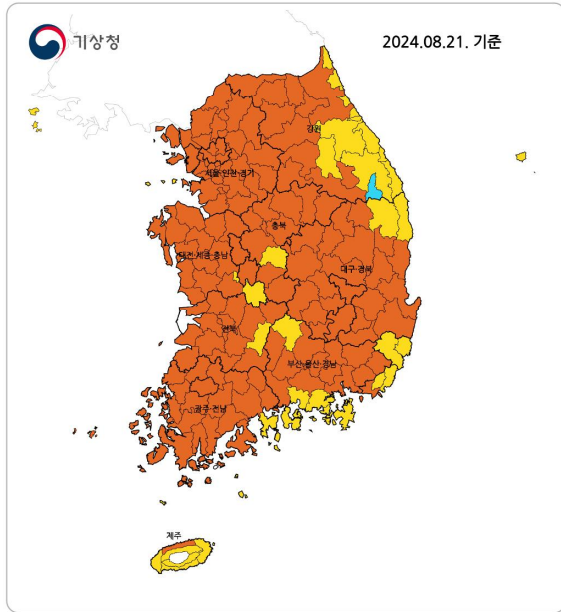 기상청
2024.08.21. 기준
강원
서울·인천·경기
충북
대전·세종·충남
대구·경북
전북
부산·울산·경남
광주·전남
제주